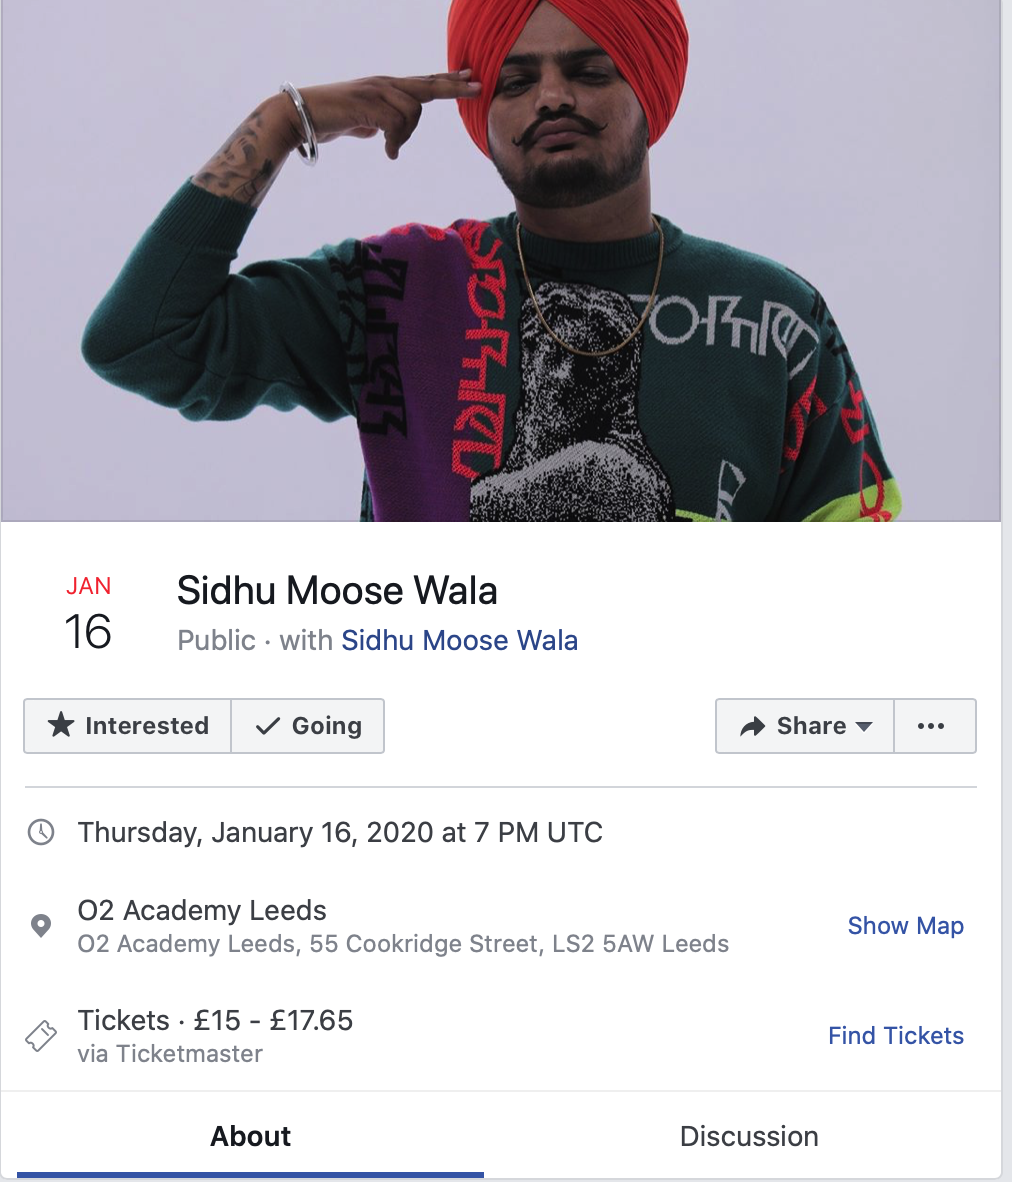 JAN
16
Sidhu Moose Wala
Public · with Sidhu Moose Wala
Interested
Going
Share
Thursday, January 16, 2020 at 7 PM UTC
O2 Academy Leeds
O2 Academy Leeds, 55 Cookridge Street, LS2 5AW Leeds
Show Map
Tickets · £15 - £17.65
via Ticketmaster
Find Tickets
About
Discussion